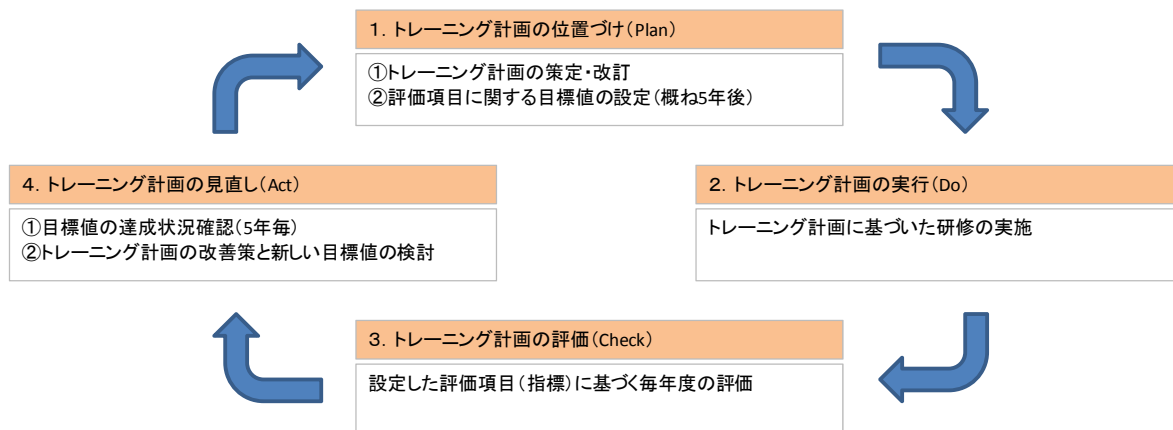 1．トレーニング計画の位置づけ（Plan）
①トレーニング計画の策定・改訂
②評価項目に関する目標値の設定（概ね5年後）
2．トレーニング計画の実行（Do）
トレーニング計画に基づいた研修の実施
3．トレーニング計画の評価（Check）
設定した評価項目（指標）に基づく毎年度の評価
4．トレーニング計画の見直し（Act）
①目標値の達成状況確認（5年毎）
②トレーニング計画の改善策と新しい目標値の検討